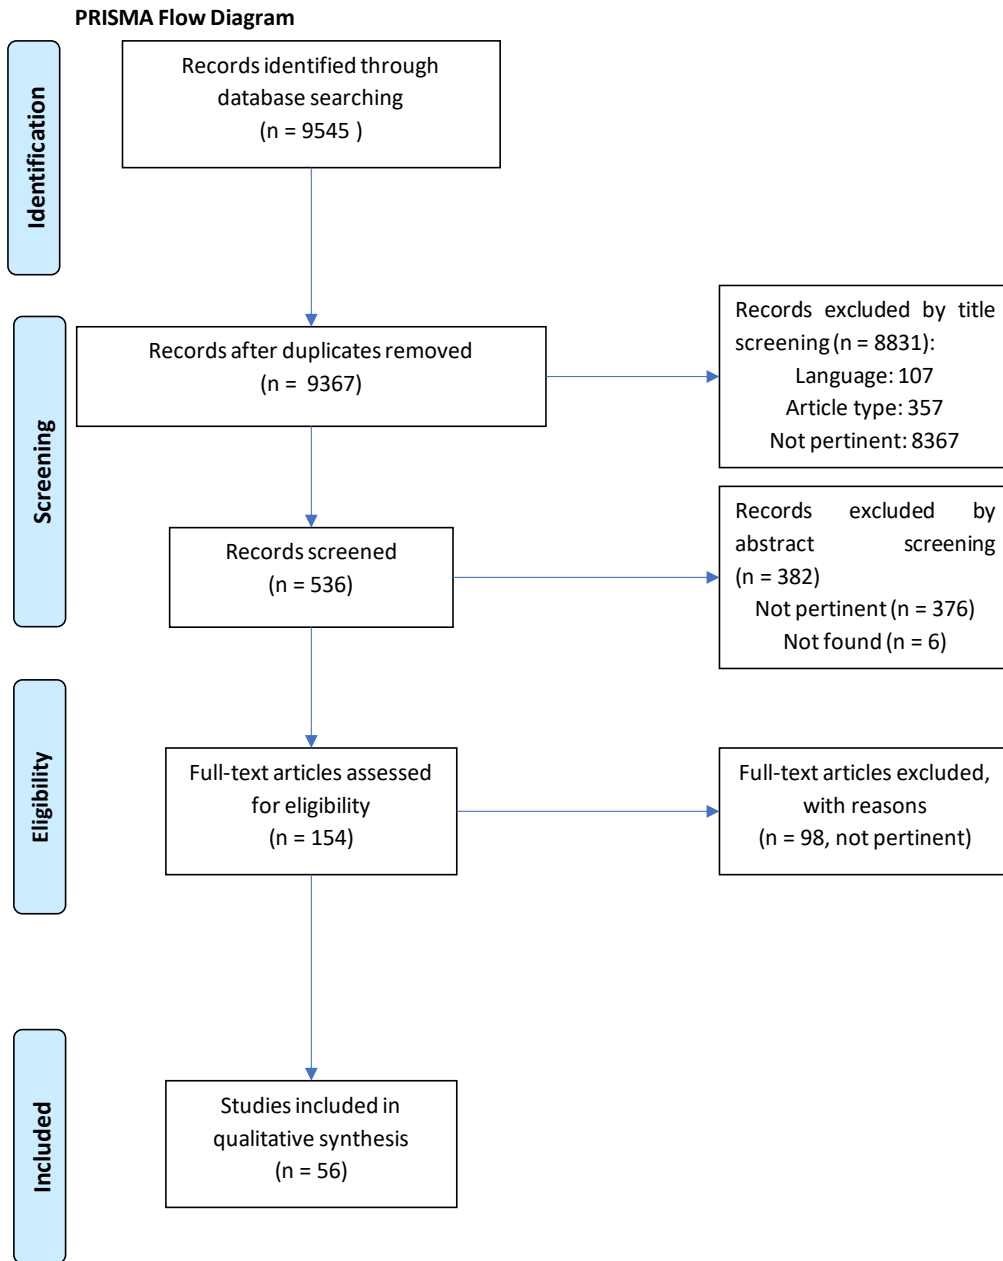 PRISMA Flow Diagram
Identification
Records identified through
database searching
(n = 9545 )
Screening
Records after duplicates removed
(n =  9367)
Records excluded by title
screening (n = 8831):
Language: 107
Article type: 357
Not pertinent: 8367
Records screened
(n = 536)
Records excluded by
abstract screening
(n = 382)
Not pertinent (n = 376)
Not found (n = 6)
Eligibility
Full-text articles assessed
for eligibility
(n = 154)
Full-text articles excluded,
with reasons
(n = 98, not pertinent)
Included
Studies included in
qualitative synthesis
(n = 56)